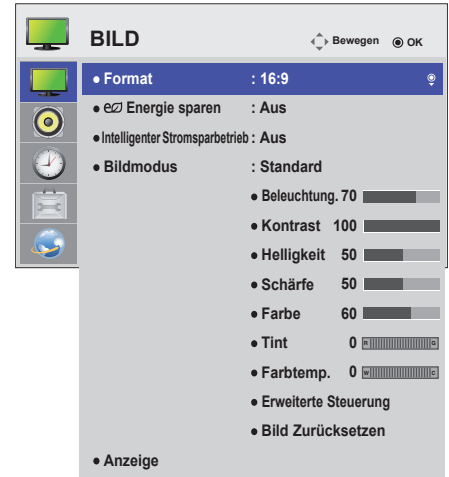 BILD Bewegen OK
● Format : 16:9
● Energie sparen : Aus
● Intelligenter Stromsparbetrieb : Aus
● Bildmodus : Standard
● Beleuchtung. 70
● Kontrast 100
● Helligkeit 50
● Schärfe 50
● Farbe 60
● Tint 0 R G
● Farbtemp. 0 W C
● Erweiterte Steuerung
● Bild Zurücksetzen
● Anzeige